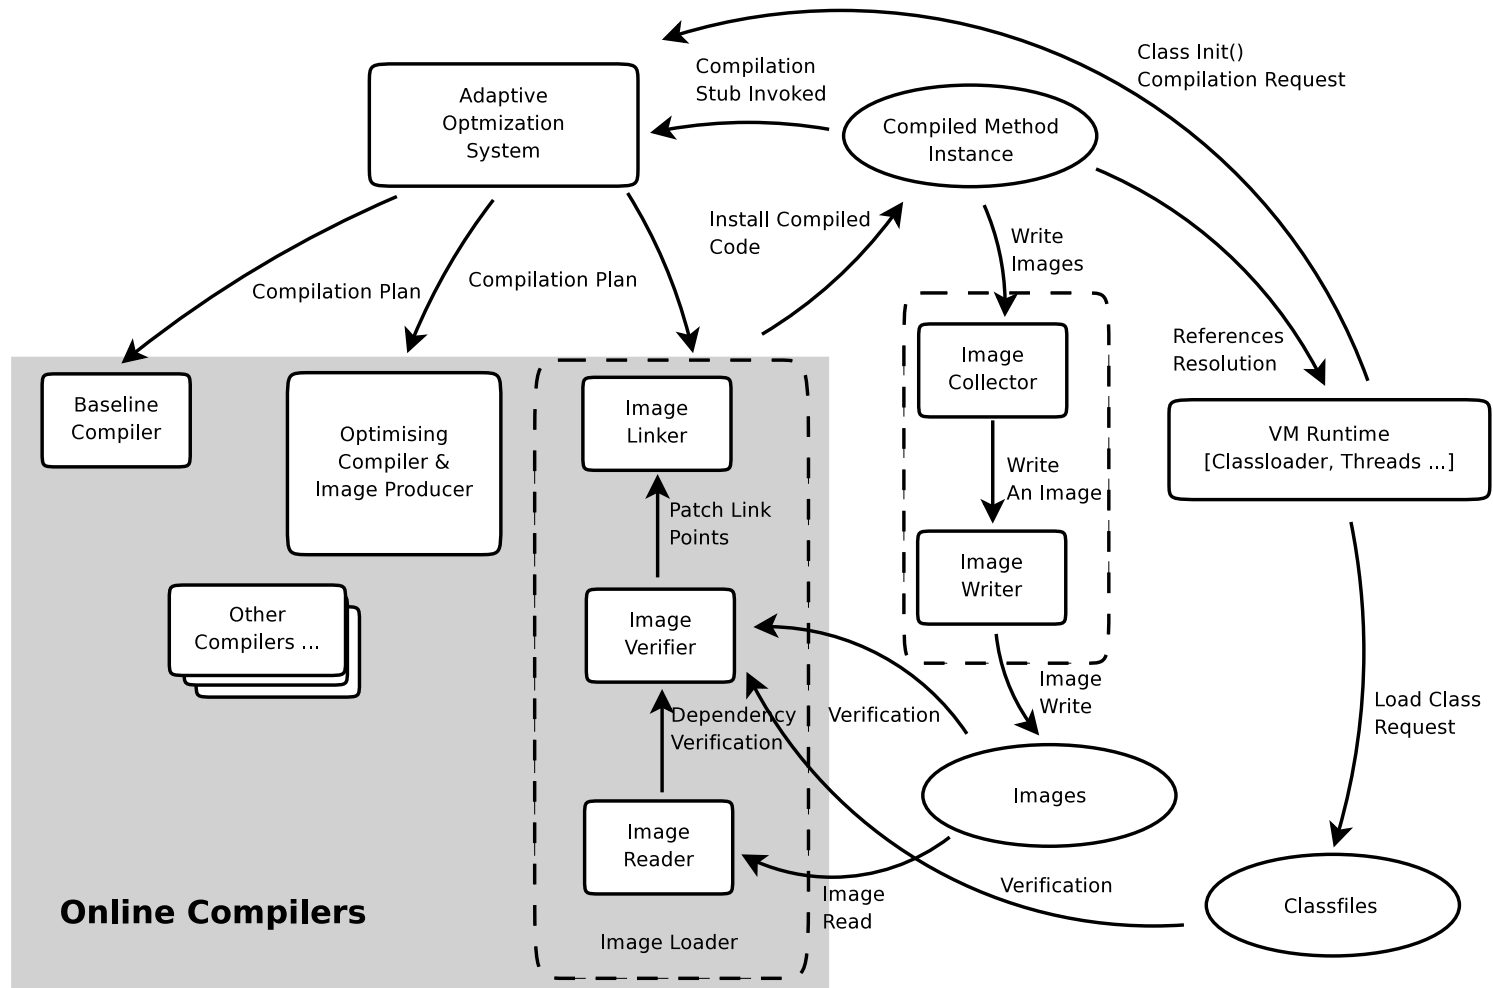 Class Init()
Compilation Request
Compilation
Stub Invoked
Adaptive
Optmization
System
Compiled Method
Instance
Install Compiled
Code
Write
Images
Compilation Plan
Compilation Plan
References
Resolution
Image
Collector
Baseline
Compiler
Optimising
Compiler &
Image Producer
Image
Linker
VM Runtime
[Classloader, Threads ...]
Write
An Image
Patch Link
Points
Image
Writer
Other
Compilers ...
Image
Verifier
Image
Write
Dependency
Verification
Verification
Load Class
Request
Images
Image
Reader
Image
Read
Verification
Classfiles
Online Compilers
Image Loader